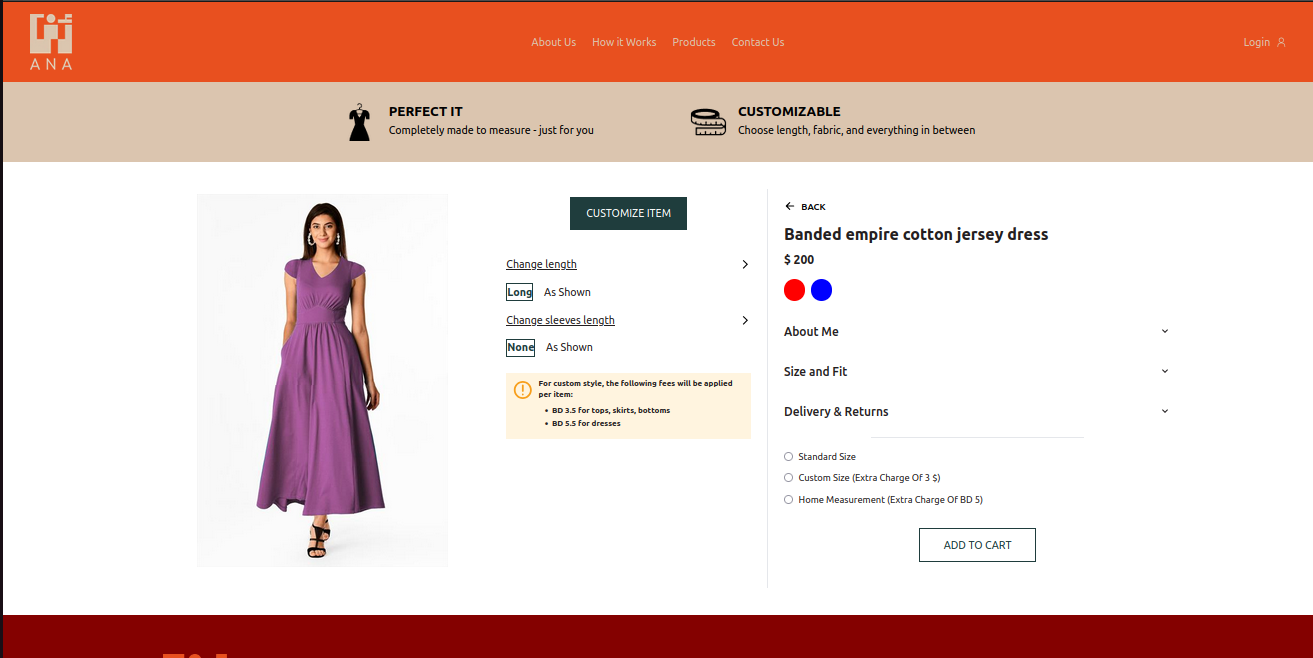 ANA
About Us How it Works Products Contact Us
Login
PERFECT IT
Completely made to measure - just for you
CUSTOMIZABLE
Choose length, fabric, and everything in between
CUSTOMIZE ITEM
Change length
Long As Shown
Change sleeves length
None As Shown
For custom style, the following fees will be applied
per item:
• BD 3.5 for tops, skirts, bottoms
• BD 5.5 for dresses
BACK
Banded empire cotton jersey dress
$ 200
About Me
Size and Fit
Delivery & Returns
Standard Size
Custom Size (Extra Charge Of 3 $)
Home Measurement (Extra Charge Of BD 5)
ADD TO CART